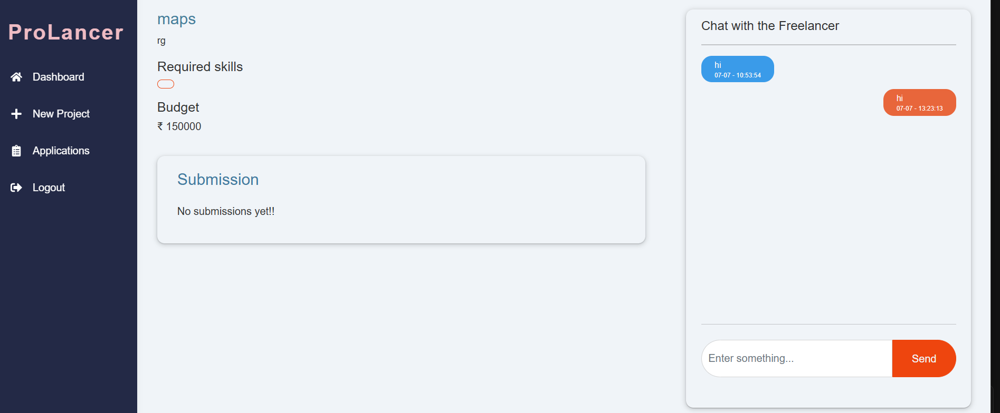 ProLancer
Dashboard
New Project
Applications
Logout
maps
rg
Required skills
Budget
₹ 150000
Submission
No submissions yet!!
Chat with the Freelancer
hi
07-07 - 10:53:54
hi
07-07 - 13:23:13
Enter something...
Send